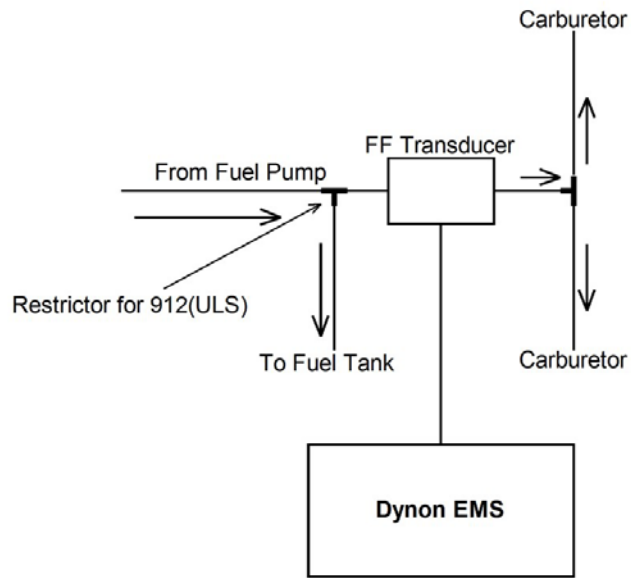 Carburetor
FF Transducer
From Fuel Pump
Restrictor for 912(ULS)
To Fuel Tank
Carburetor
Dynon EMS